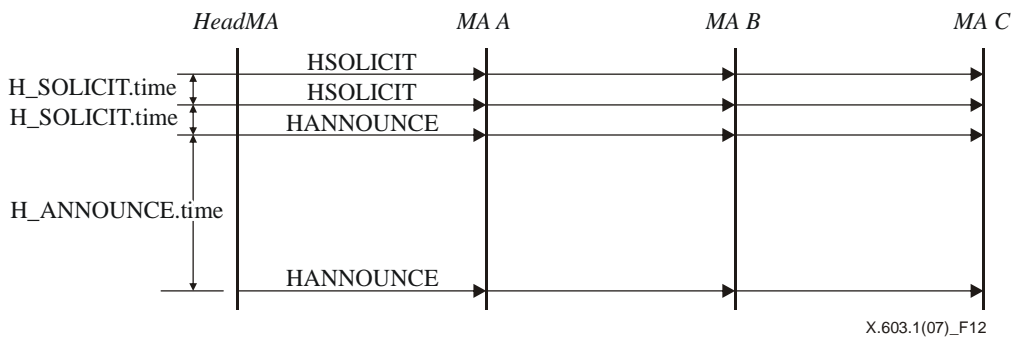 HeadMA MA A MA B MA C
HSOLICIT
H_SOLICIT.time
HSOLICIT
H_SOLICIT.time
HANNOUNCE
H_ANNOUNCE.time
HANNOUNCE
X.603.1(07)_F12